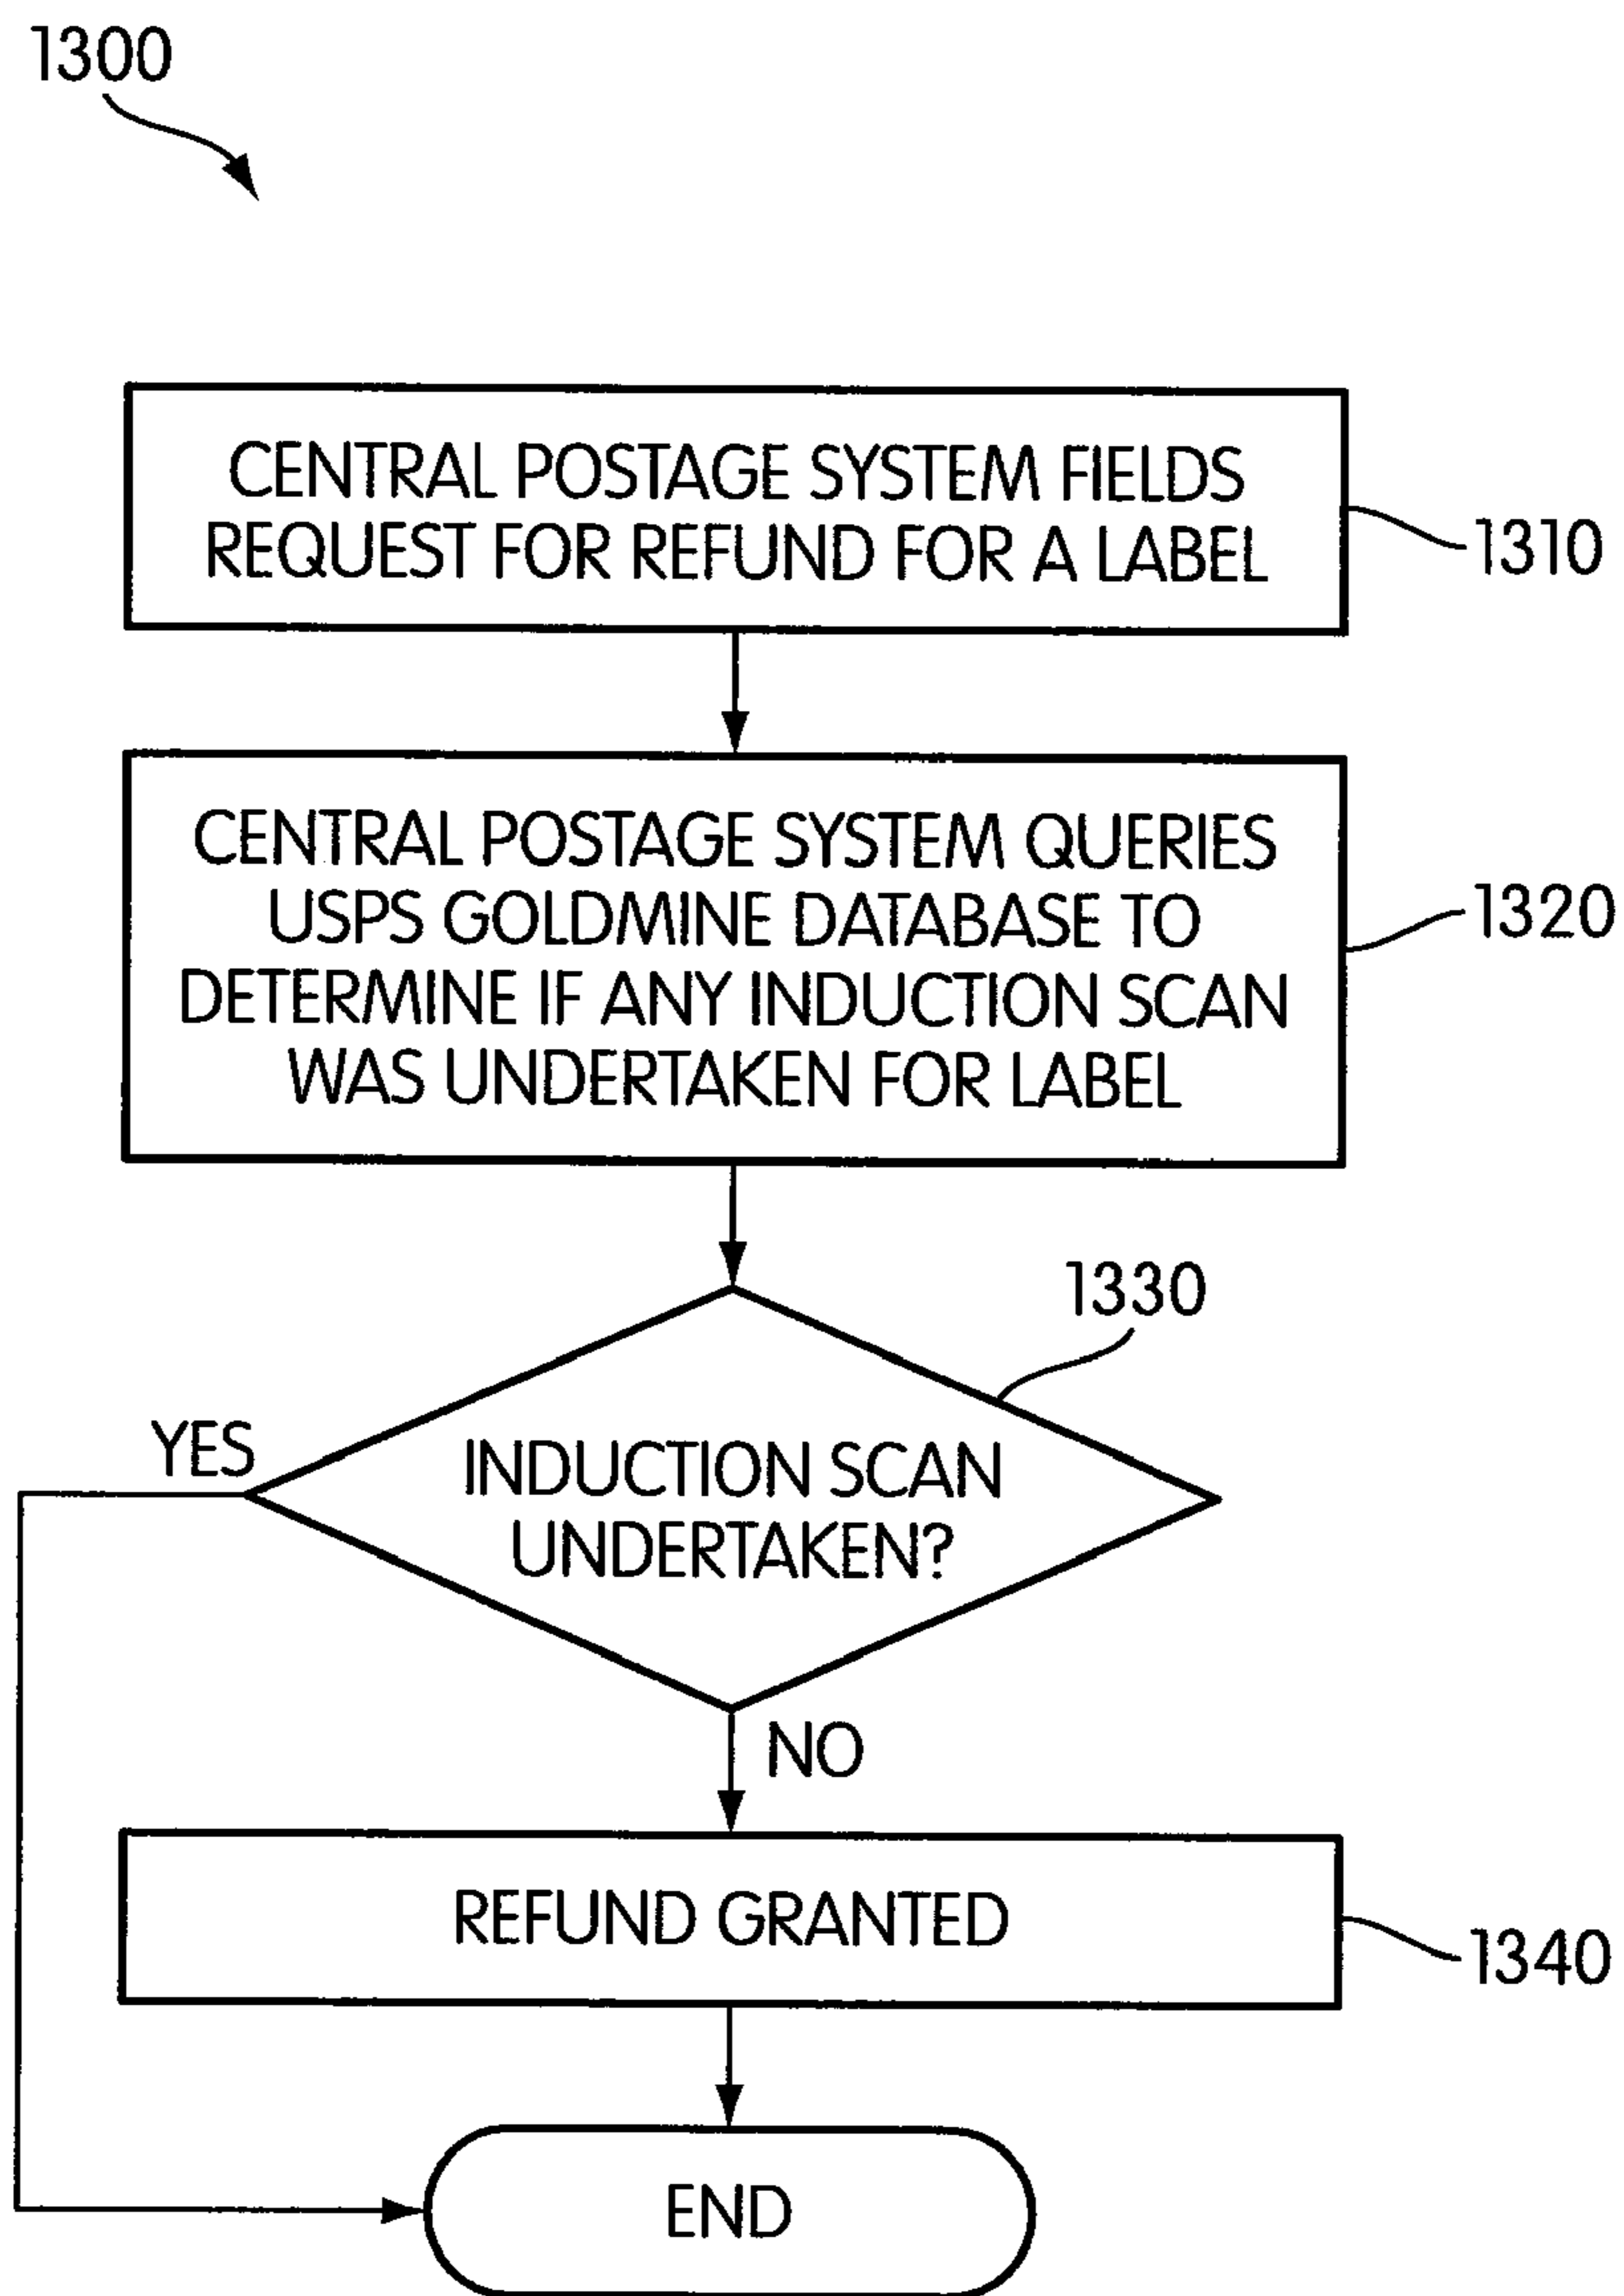 1300
CENTRAL POSTAGE SYSTEM FIELDS
REQUEST FOR REFUND FOR A LABEL
1310
CENTRAL POSTAGE SYSTEM QUERIES
USPS GOLDMINE DATABASE TO
DETERMINE IF ANY INDUCTION SCAN
WAS UNDERTAKEN FOR LABEL
1320
1330
YES
INDUCTION SCAN
UNDERTAKEN?
NO
REFUND GRANTED
1340
END